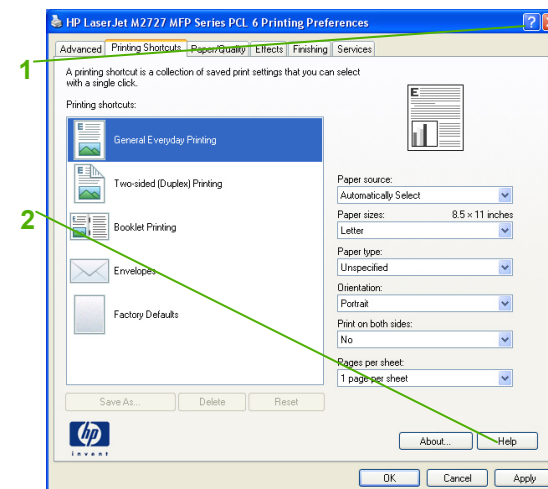 HP LaserJet M2727 MFP Series PCL 6 Printing Preferences
?
1
Advanced Printing Shortcuts Paper/Quality Effects Finishing Services
A printing shortcut is a collection of saved print settings that you can select
with a single click.
Printing shortcuts:
E
General Everyday Printing
Two-sided (Duplex) Printing
2
Booklet Printing
Envelopes
Factory Defaults
E
Paper source:
Automatically Select
Paper sizes: 8.5 × 11 inches
Letter
Paper type:
Unspecified
Orientation:
Portrait
Print on both sides:
No
Pages per sheet:
1 page per sheet
Save As... Delete Reset
hp
invent
About... Help
OK Cancel Apply